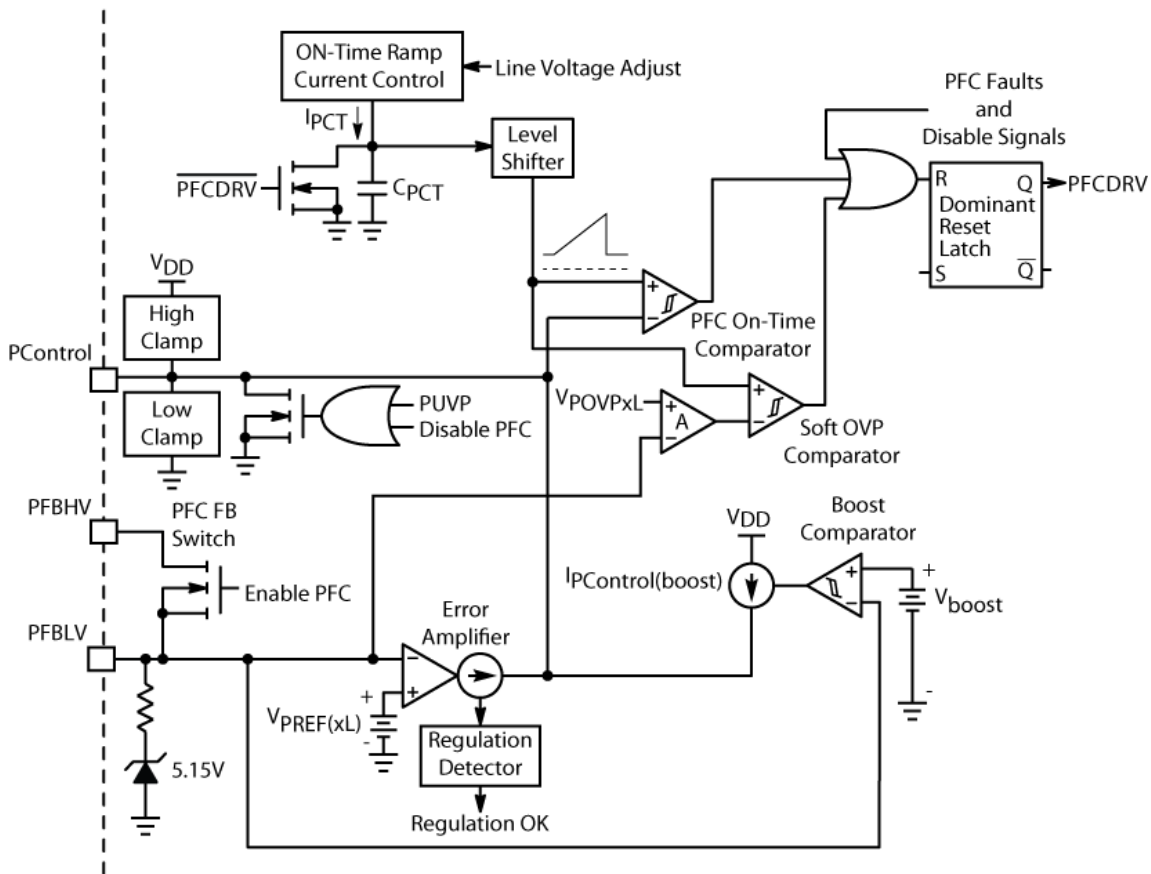 ON-Time Ramp
Current Control
Line Voltage Adjust
PFC Faults
and
Disable Signals
IPCT
Level
Shifter
PFCDRV
CPCT
R
Q
PFCDRV
Dominant
Reset
Latch
S
Q
VDD
High
Clamp
+
−
PFC On-Time
Comparator
PControl
Low
Clamp
PUVP
Disable PFC
VPOVPxL
+
−
A
+
−
Soft OVP
Comparator
PFBHV
PFC FB
Switch
Enable PFC
VDD
Boost
Comparator
IPControl(boost)
+
−
+
Vboost
-
PFBLV
Error
Amplifier
−
+
+
VPREF(xL)
-
Regulation
Detector
5.15V
Regulation OK